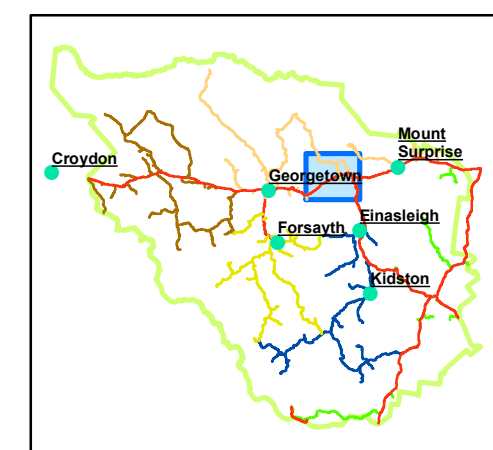 Mount
Surprise
Croydon
Georgetown
Einasleigh
Forsayth
Kidston